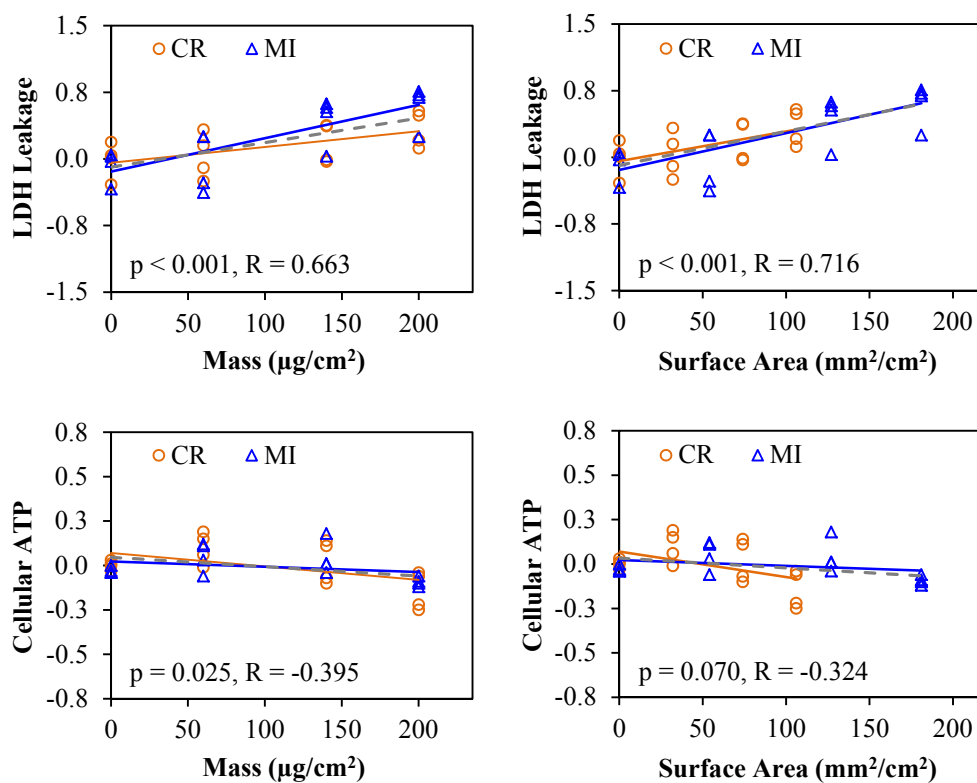 1.5
CR MI
0.8
0.0
-0.8
-1.5
LDH Leakage
p < 0.001, R = 0.663
0 50 100 150 200
Mass (μg/cm²)
1.5
CR MI
0.8
0.0
-0.8
-1.5
LDH Leakage
p < 0.001, R = 0.716
0 50 100 150 200
Surface Area (mm²/cm²)
0.8
CR MI
0.5
0.3
0.0
-0.3
-0.5
-0.8
Cellular ATP
p = 0.025, R = -0.395
0 50 100 150 200
Mass (μg/cm²)
0.8
CR MI
0.5
0.3
0.0
-0.3
-0.5
-0.8
Cellular ATP
p = 0.070, R = -0.324
0 50 100 150 200
Surface Area (mm²/cm²)